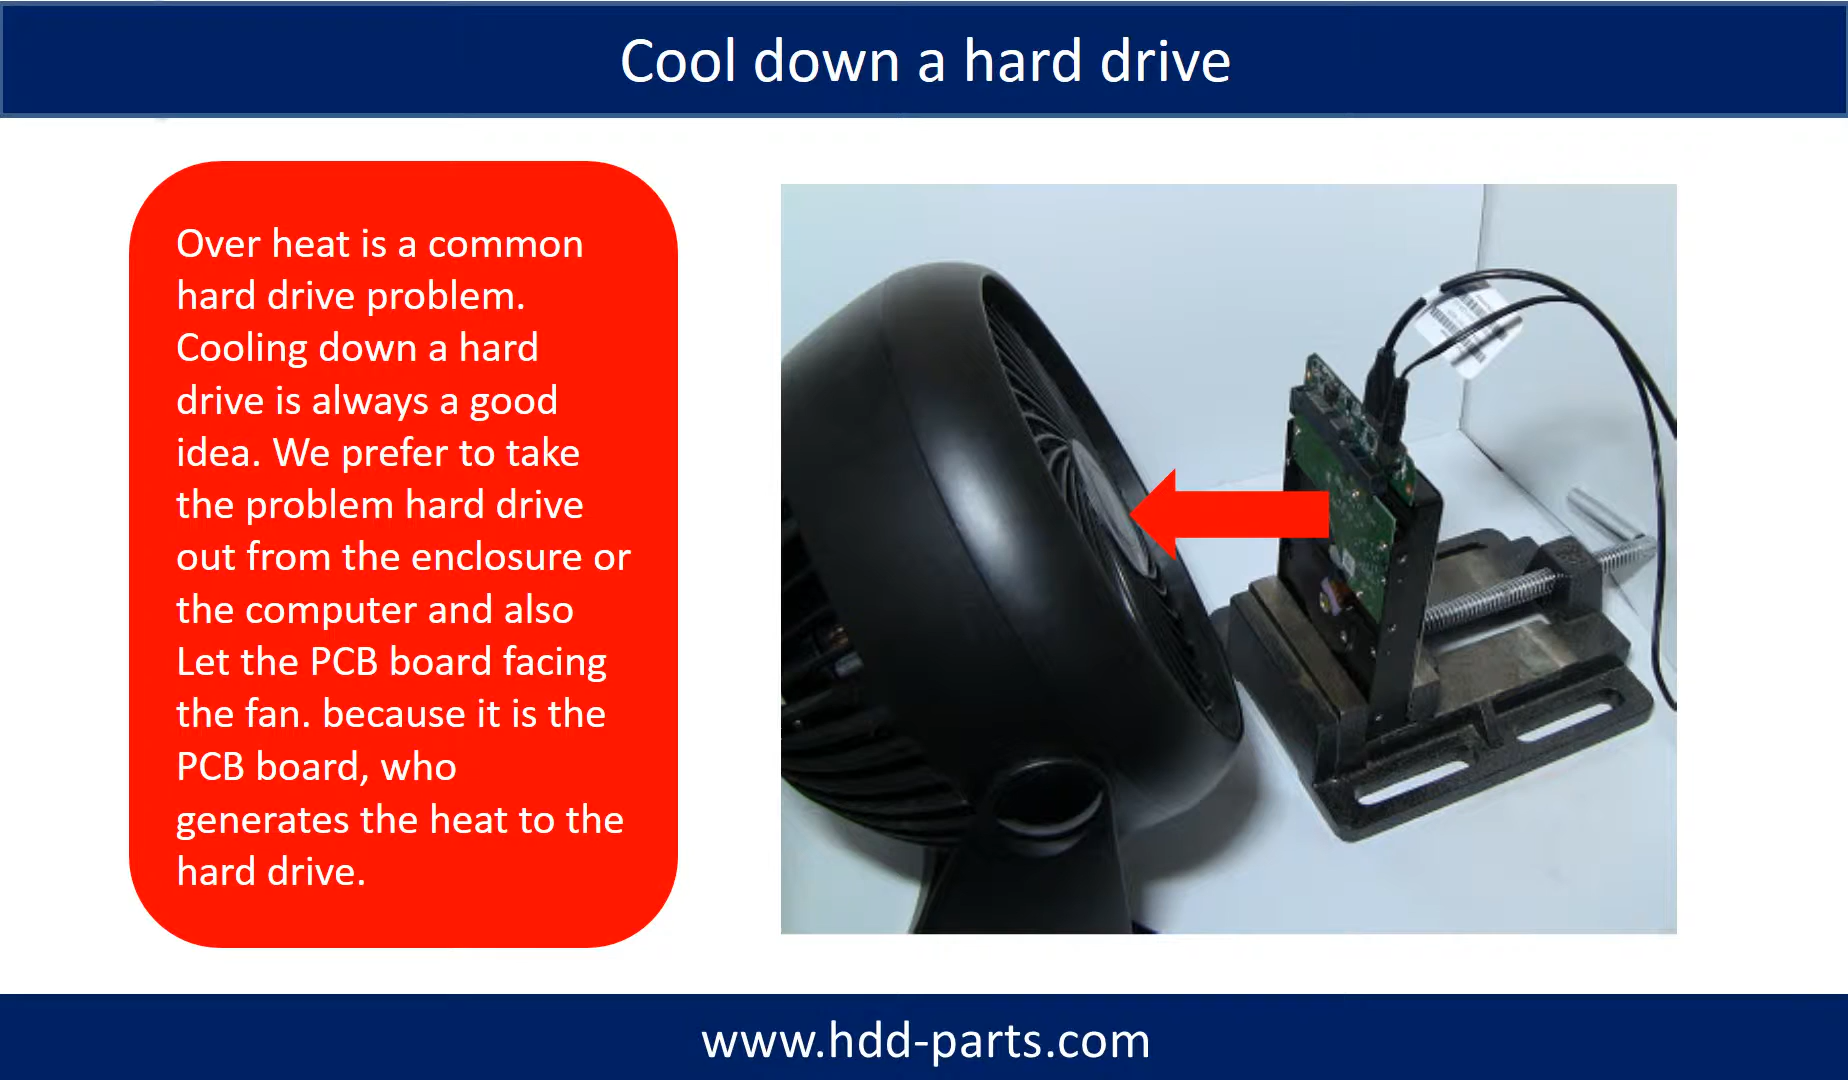 Cool down a hard drive
Over heat is a common
hard drive problem.
Cooling down a hard
drive is always a good
idea. We prefer to take
the problem hard drive
out from the enclosure or
the computer and also
Let the PCB board facing
the fan. because it is the
PCB board, who
generates the heat to the
hard drive.
www.hdd-parts.com